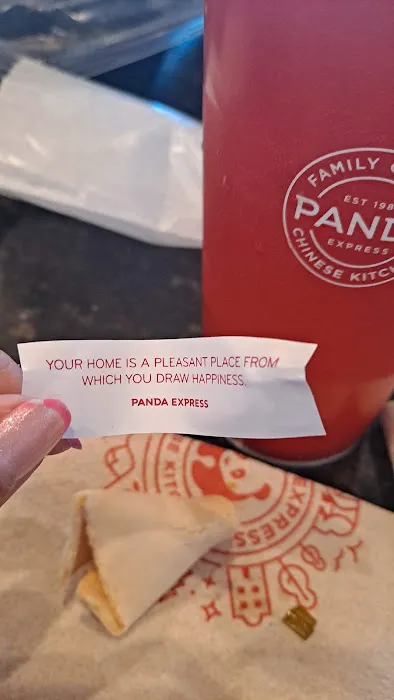 FAMILY
EST 198
PAND
EXPRESS
CHINESE KITC
YOUR HOME IS A PLEASANT PLACE FROM
WHICH YOU DRAW HAPPINESS.
PANDA EXPRESS
EXPRESS